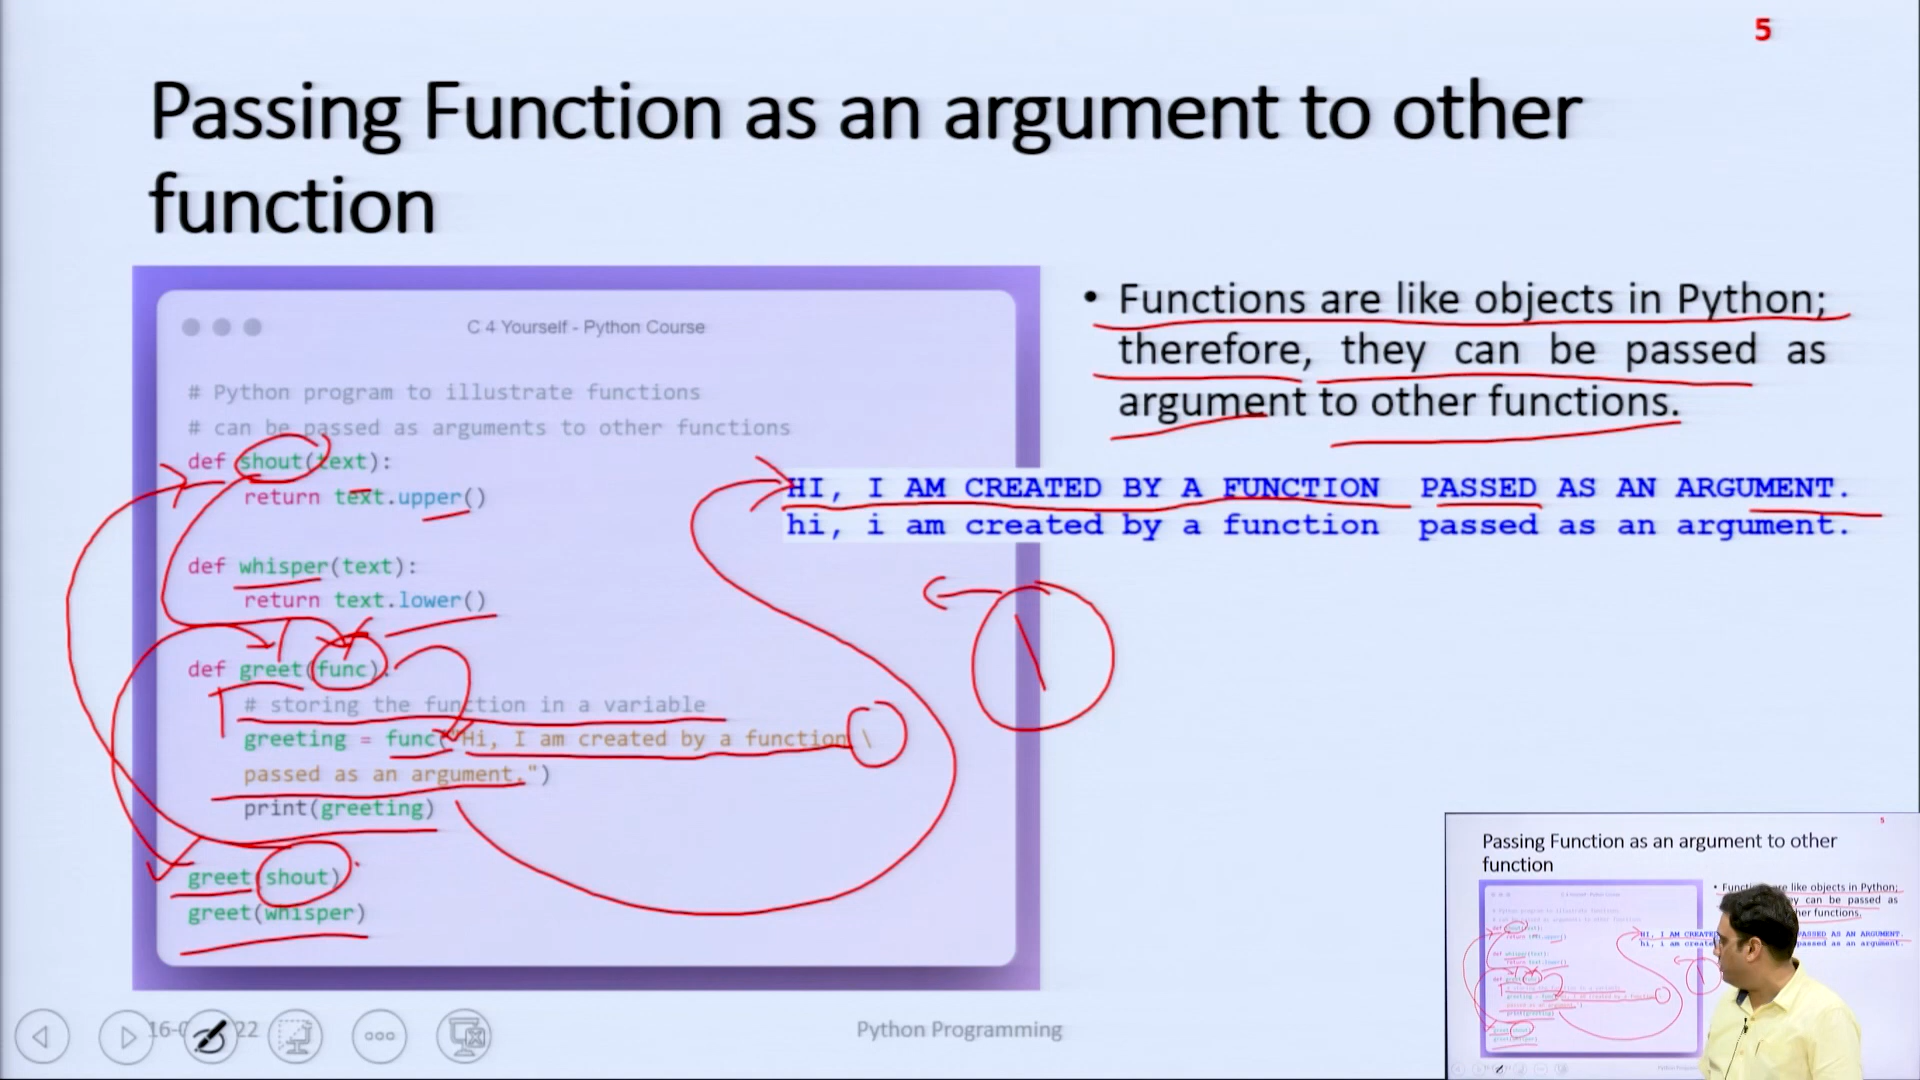 5
Passing Function as an argument to other
function
C 4 Yourself - Python Course
# Python program to illustrate functions
# can be passed as arguments to other functions
def shout(text):
return text.upper()
def whisper(text):
return text.lower()
def greet(func):
# storing the function in a variable
greeting = func("Hi, I am created by a function \
passed as an argument.")
print(greeting)
greet(shout)
greet(whisper)
• Functions are like objects in Python;
therefore, they can be passed as
argument to other functions.
HI, I AM CREATED BY A FUNCTION PASSED AS AN ARGUMENT.
hi, i am created by a function passed as an argument.
\
16-0 22
Python Programming
5
Passing Function as an argument to other
function